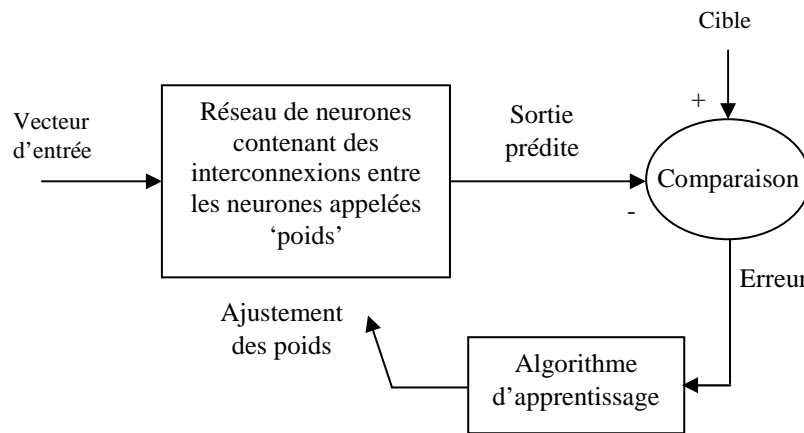 Cible
+
Vecteur
d’entrée
Réseau de neurones
contenant des
interconnexions entre
les neurones appelées
‘poids’
Sortie
prédite
Comparaison
-
Erreur
Ajustement
des poids
Algorithme
d’apprentissage